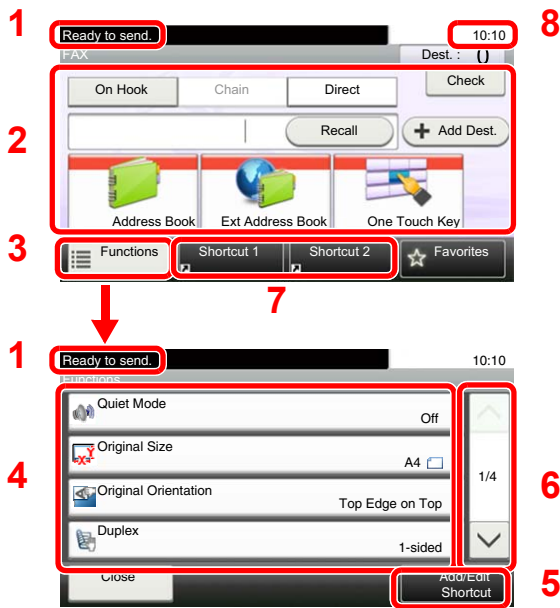 1
Ready to send.
10:10
8
FAX
Dest. : ()
On Hook
Chain
Direct
Check
2
Recall
+ Add Dest.
Address Book
Ext Address Book
One Touch Key
3
Functions
Shortcut 1
Shortcut 2
Favorites
7
1
Ready to send.
10:10
Functions
Quiet Mode
Off
Original Size
A4
4
1/4
6
Original Orientation
Top Edge on Top
Duplex
1-sided
Close
Add/Edit
Shortcut
5